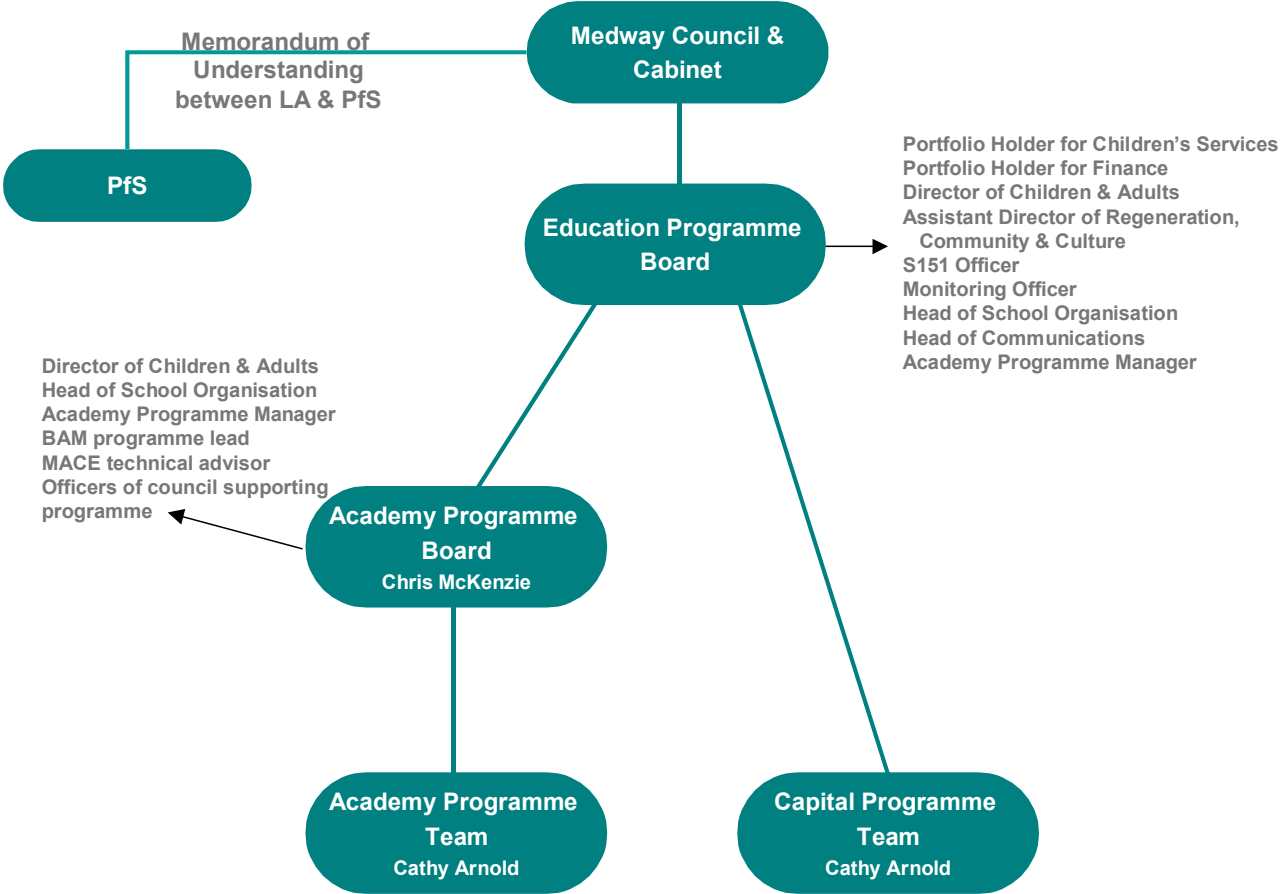 Memorandum of
Understanding
between LA & PfS
Medway Council &
Cabinet
PfS
Education Programme
Board
Portfolio Holder for Children’s Services
Portfolio Holder for Finance
Director of Children & Adults
Assistant Director of Regeneration,
Community & Culture
S151 Officer
Monitoring Officer
Head of School Organisation
Head of Communications
Academy Programme Manager
Director of Children & Adults
Head of School Organisation
Academy Programme Manager
BAM programme lead
MACE technical advisor
Officers of council supporting
programme
Academy Programme
Board
Chris McKenzie
Academy Programme
Team
Cathy Arnold
Capital Programme
Team
Cathy Arnold